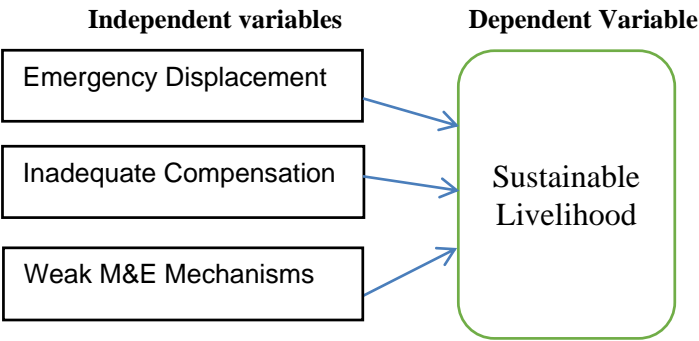 Independent variables
Dependent Variable
Emergency Displacement
Inadequate Compensation
Weak M&E Mechanisms
Sustainable
Livelihood